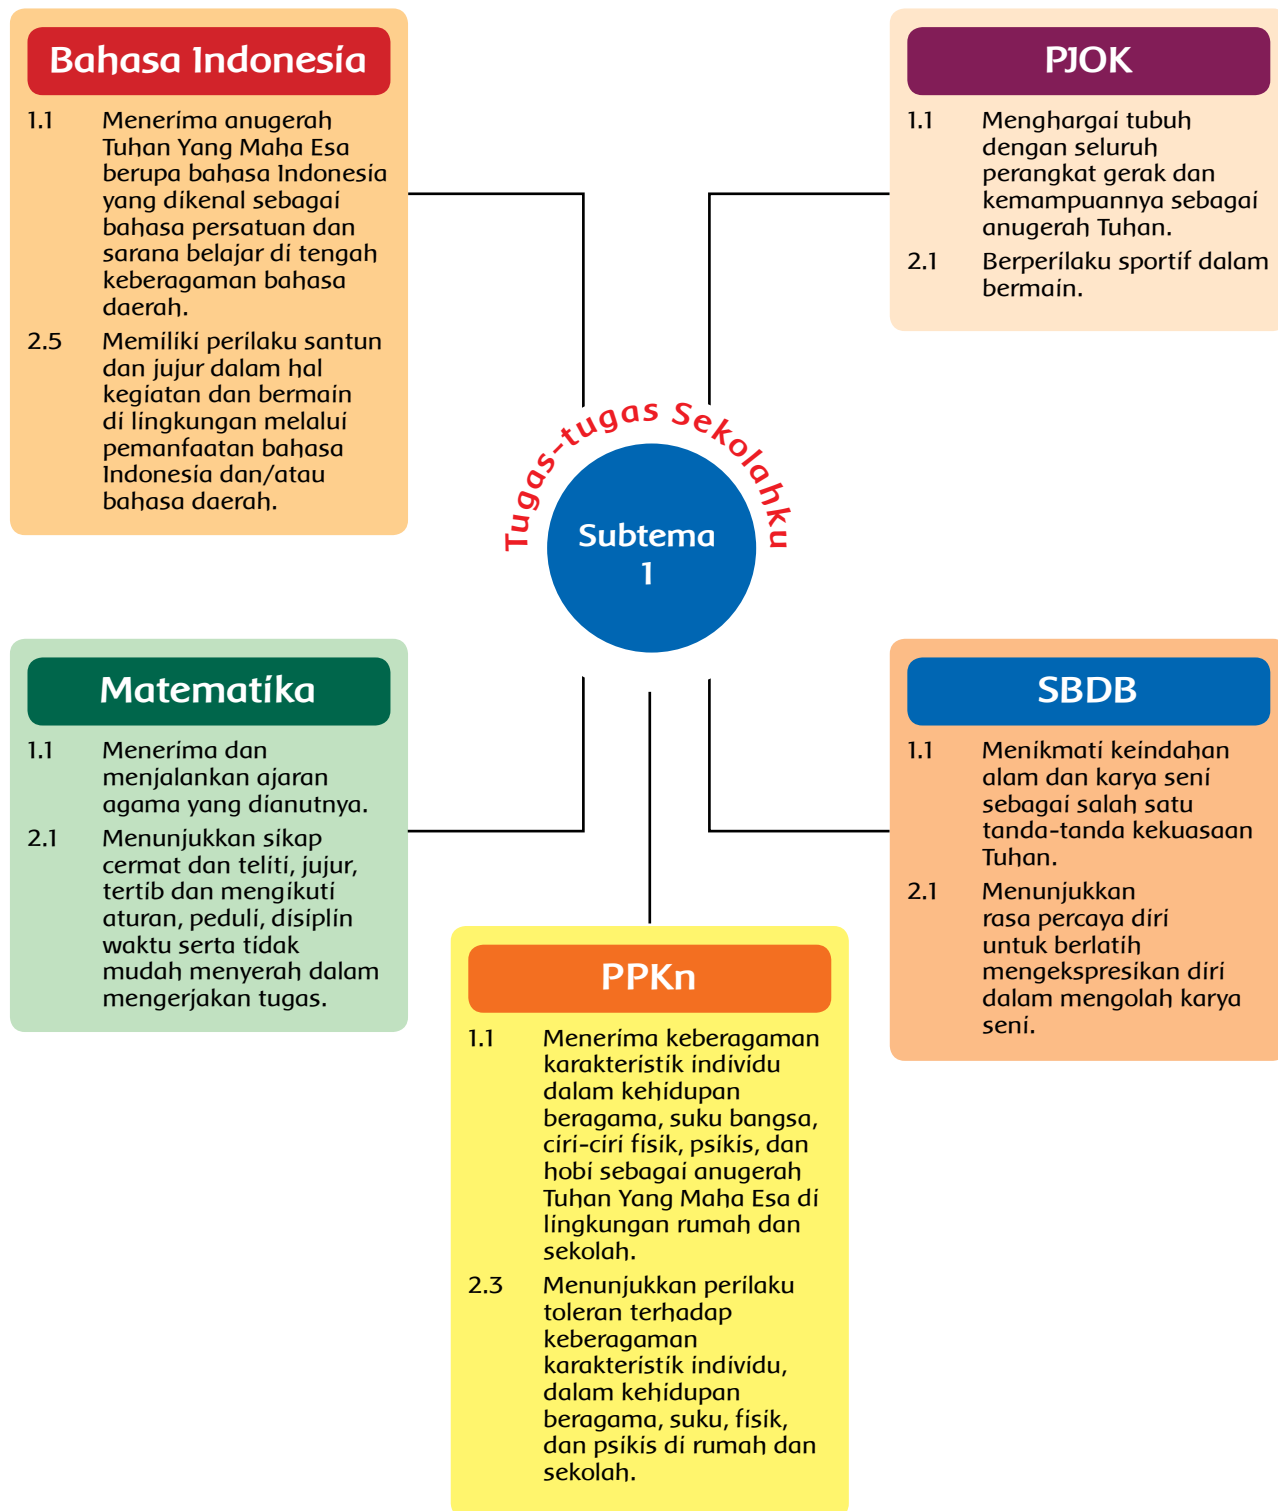 Bahasa Indonesia
1.1 Menerima anugerah
Tuhan Yang Maha Esa
berupa bahasa Indonesia
yang dikenal sebagai
bahasa persatuan dan
sarana belajar di tengah
keberagaman bahasa
daerah.
2.5 Memiliki perilaku santun
dan jujur dalam hal
kegiatan dan bermain
di lingkungan melalui
pemanfaatan bahasa
Indonesia dan/atau
bahasa daerah.
PJOK
1.1 Menghargai tubuh
dengan seluruh
perangkat gerak dan
kemampuannya sebagai
anugerah Tuhan.
2.1 Berperilaku sportif dalam
bermain.
Tugas-tugas Sekolahku
Subtema
1
Matematika
1.1 Menerima dan
menjalankan ajaran
agama yang dianutnya.
2.1 Menunjukkan sikap
cermat dan teliti, jujur,
tertib dan mengikuti
aturan, peduli, disiplin
waktu serta tidak
mudah menyerah dalam
mengerjakan tugas.
SBDB
1.1 Menikmati keindahan
alam dan karya seni
sebagai salah satu
tanda-tanda kekuasaan
Tuhan.
2.1 Menunjukkan
rasa percaya diri
untuk berlatih
mengekspresikan diri
dalam mengolah karya
seni.
PPKn
1.1 Menerima keberagaman
karakteristik individu
dalam kehidupan
beragama, suku bangsa,
ciri-ciri fisik, psikis, dan
hobi sebagai anugerah
Tuhan Yang Maha Esa di
lingkungan rumah dan
sekolah.
2.3 Menunjukkan perilaku
toleran terhadap
keberagaman
karakteristik individu,
dalam kehidupan
beragama, suku, fisik,
dan psikis di rumah dan
sekolah.